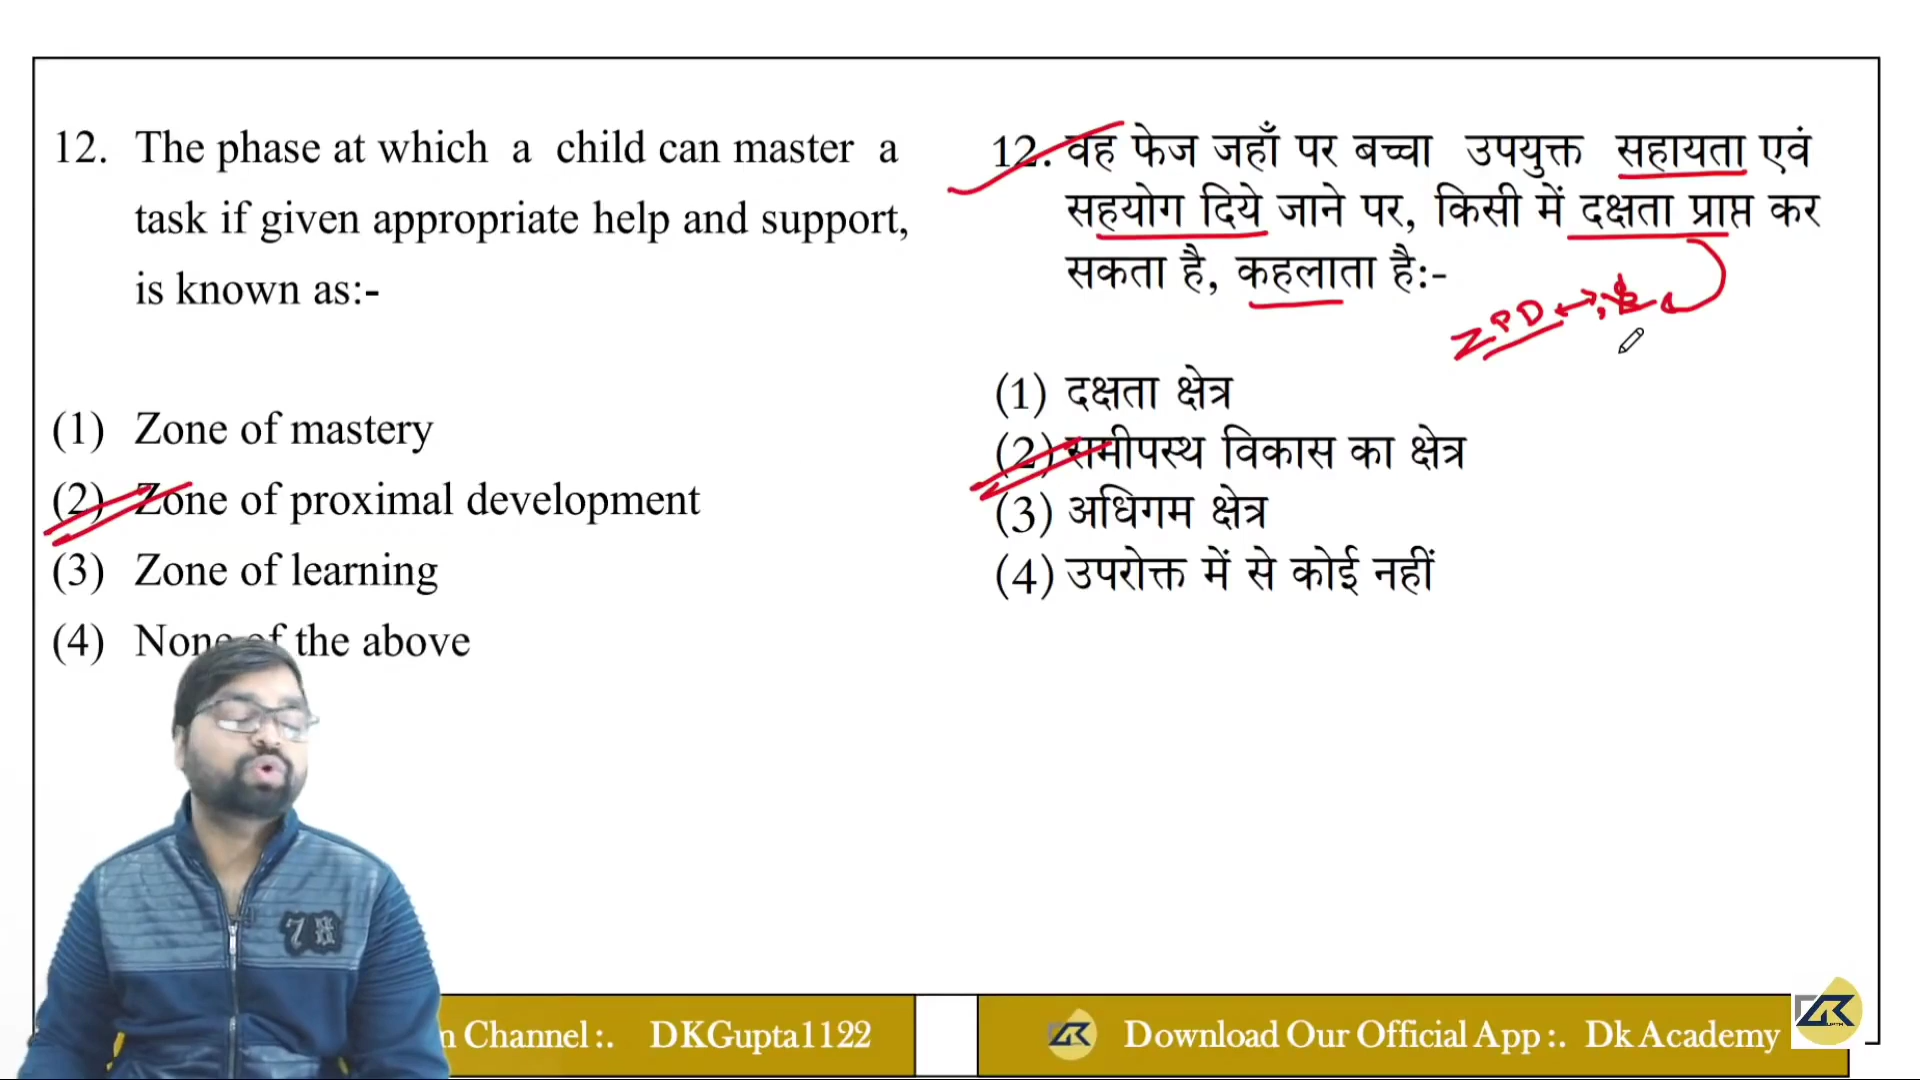 12. The phase at which a child can master a
task if given appropriate help and support,
is known as:-
(1) Zone of mastery
(2) Zone of proximal development
(3) Zone of learning
(4) None of the above
12. वह फेज जहाँ पर बच्चा उपयुक्त सहायता एवं
सहयोग दिये जाने पर, किसी में दक्षता प्राप्त कर
सकता है, कहलाता है:-
ZPD
(1) दक्षता क्षेत्र
(2) समीपस्थ विकास का क्षेत्र
(3) अधिगम क्षेत्र
(4) उपरोक्त में से कोई नहीं
78
Channel :. DKGupta1122
Download Our Official App :. Dk Academy